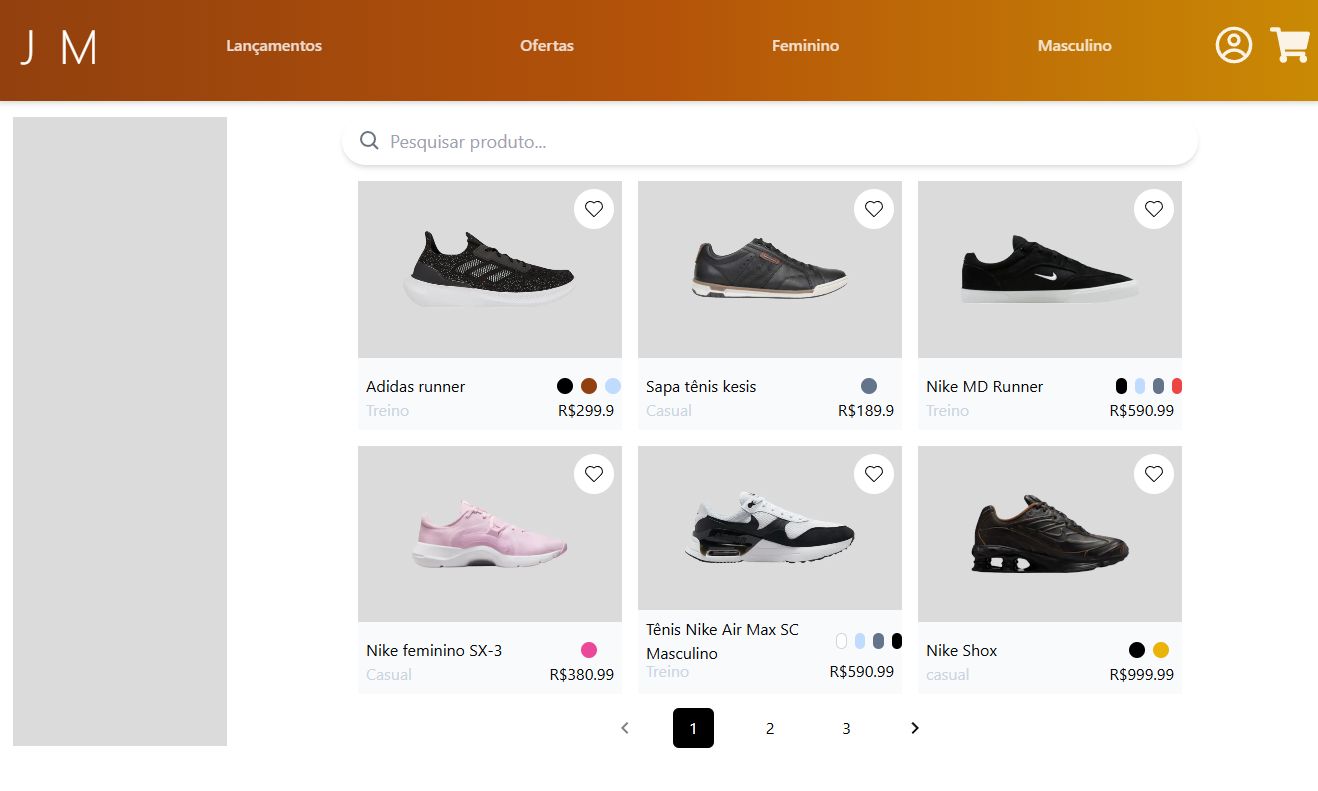 J M
Lançamentos
Ofertas
Feminino
Masculino
Pesquisar produto...
Adidas runner
Treino
R$299.9
Sapa tênis kesis
Casual
R$189.9
Nike MD Runner
Treino
R$590.99
Nike feminino SX-3
Casual
R$380.99
Tênis Nike Air Max SC
Masculino
Treino
R$590.99
Nike Shox
casual
R$999.99
1
2
3